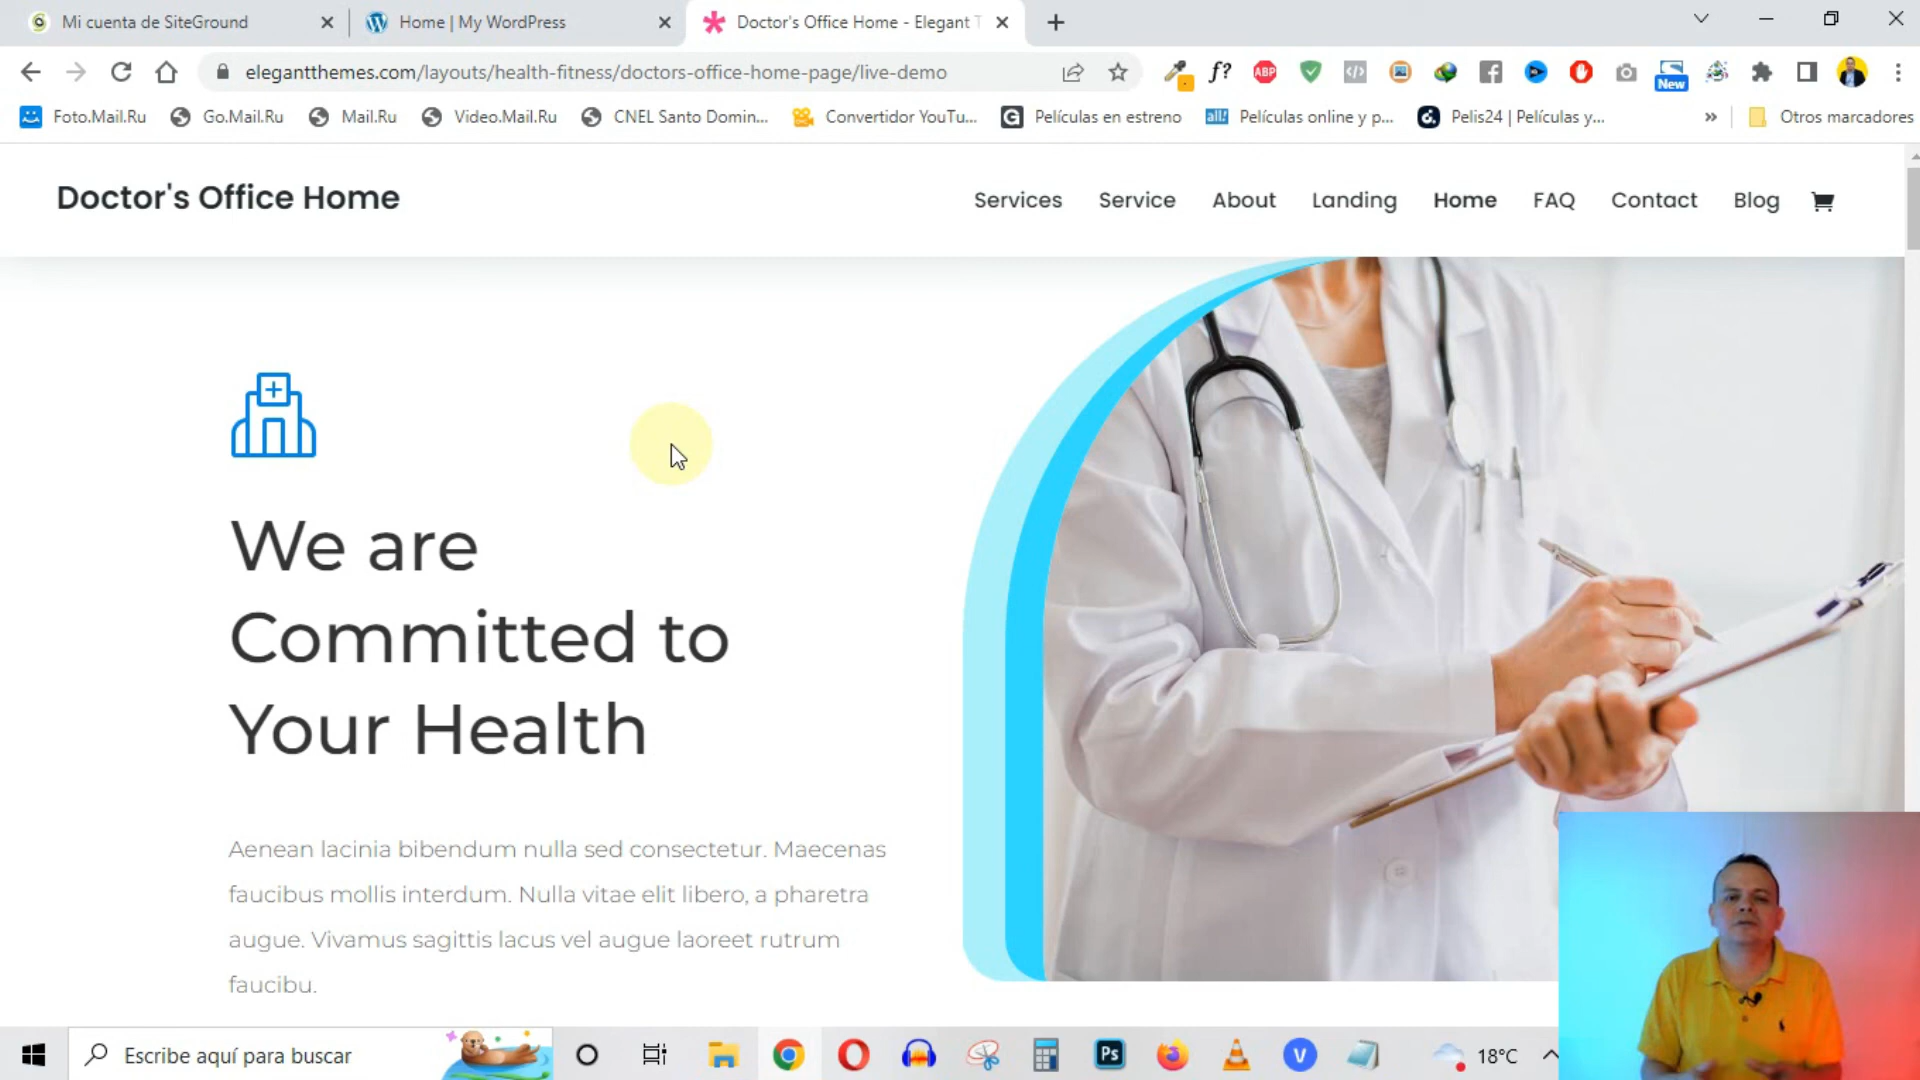 Mi cuenta de SiteGround
Home | My WordPress
Doctor's Office Home - Elegant T
elegantthemes.com/layouts/health-fitness/doctors-office-home-page/live-demo
f?
ABP
New
Foto.Mail.Ru
Go.Mail.Ru
Mail.Ru
Video.Mail.Ru
CNEL Santo Domin...
Convertidor YouTu...
Películas en estreno
all!
Películas online y p...
Pelis24 | Películas y...
»
Otros marcadores
Doctor's Office Home
Services
Service
About
Landing
Home
FAQ
Contact
Blog
We are
Committed to
Your Health
Aenean lacinia bibendum nulla sed consectetur. Maecenas
faucibus mollis interdum. Nulla vitae elit libero, a pharetra
augue. Vivamus sagittis lacus vel augue laoreet rutrum
faucibu.
Escribe aquí para buscar
Ps
V
18°C